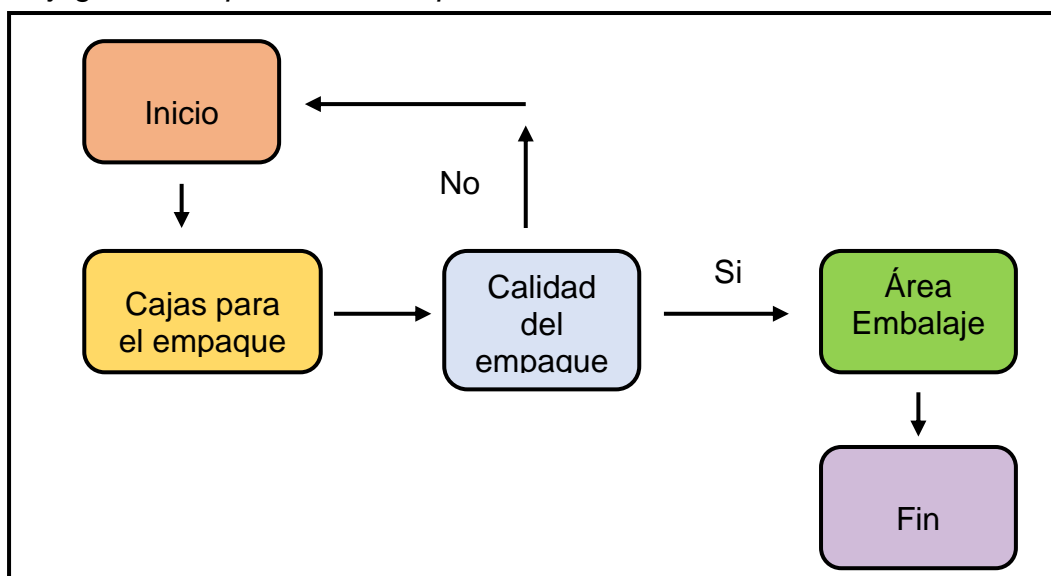 Inicio
No
Cajas para
el empaque
Calidad
del
empaque
Si
Área
Embalaje
Fin